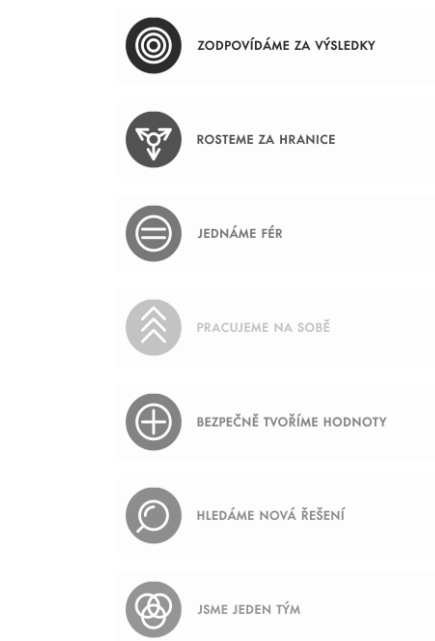 ZODPOVÍDÁME ZA VÝSLEDKY
ROSTEME ZA HRANICE
JEDNÁME FÉR
PRACUJEME NA SOBĚ
BEZPEČNĚ TVOŘÍME HODNOTY
HLEDÁME NOVÁ ŘEŠENÍ
JSME JEDEN TÝM